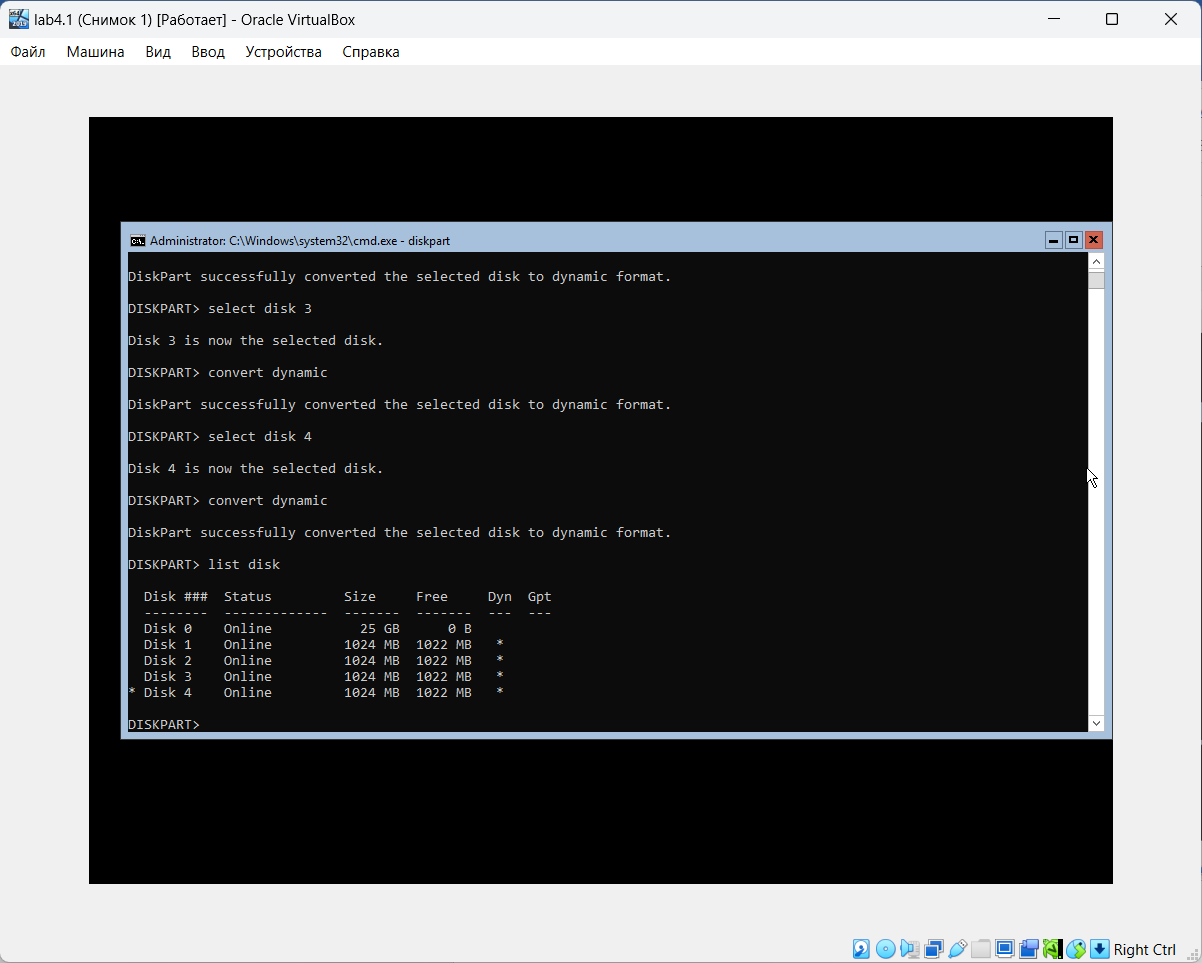 lab4.1 (Снимок 1) [Работает] - Oracle VirtualBox
Файл Машина Вид Ввод Устройства Справка
Administrator: C:\Windows\system32\cmd.exe - diskpart
DiskPart successfully converted the selected disk to dynamic format.
DISKPART> select disk 3
Disk 3 is now the selected disk.
DISKPART> convert dynamic
DiskPart successfully converted the selected disk to dynamic format.
DISKPART> select disk 4
Disk 4 is now the selected disk.
DISKPART> convert dynamic
DiskPart successfully converted the selected disk to dynamic format.
DISKPART> list disk
  Disk ###  Status         Size     Free     Dyn  Gpt
  --------  -------------  -------  -------  ---  ---
  Disk 0    Online           25 GB      0 B
  Disk 1    Online         1024 MB  1022 MB   *
  Disk 2    Online         1024 MB  1022 MB   *
  Disk 3    Online         1024 MB  1022 MB   *
* Disk 4    Online         1024 MB  1022 MB   *
DISKPART>
Right Ctrl